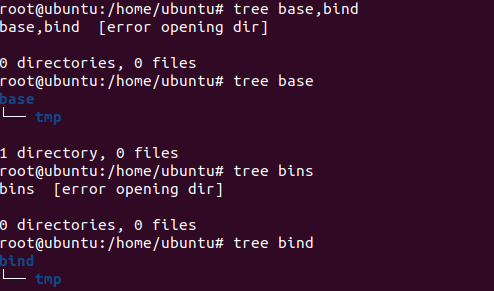 root@ubuntu:/home/ubuntu# tree base,bind
base,bind  [error opening dir]
0 directories, 0 files
root@ubuntu:/home/ubuntu# tree base
base
└── tmp
1 directory, 0 files
root@ubuntu:/home/ubuntu# tree bins
bins  [error opening dir]
0 directories, 0 files
root@ubuntu:/home/ubuntu# tree bind
bind
└── tmp